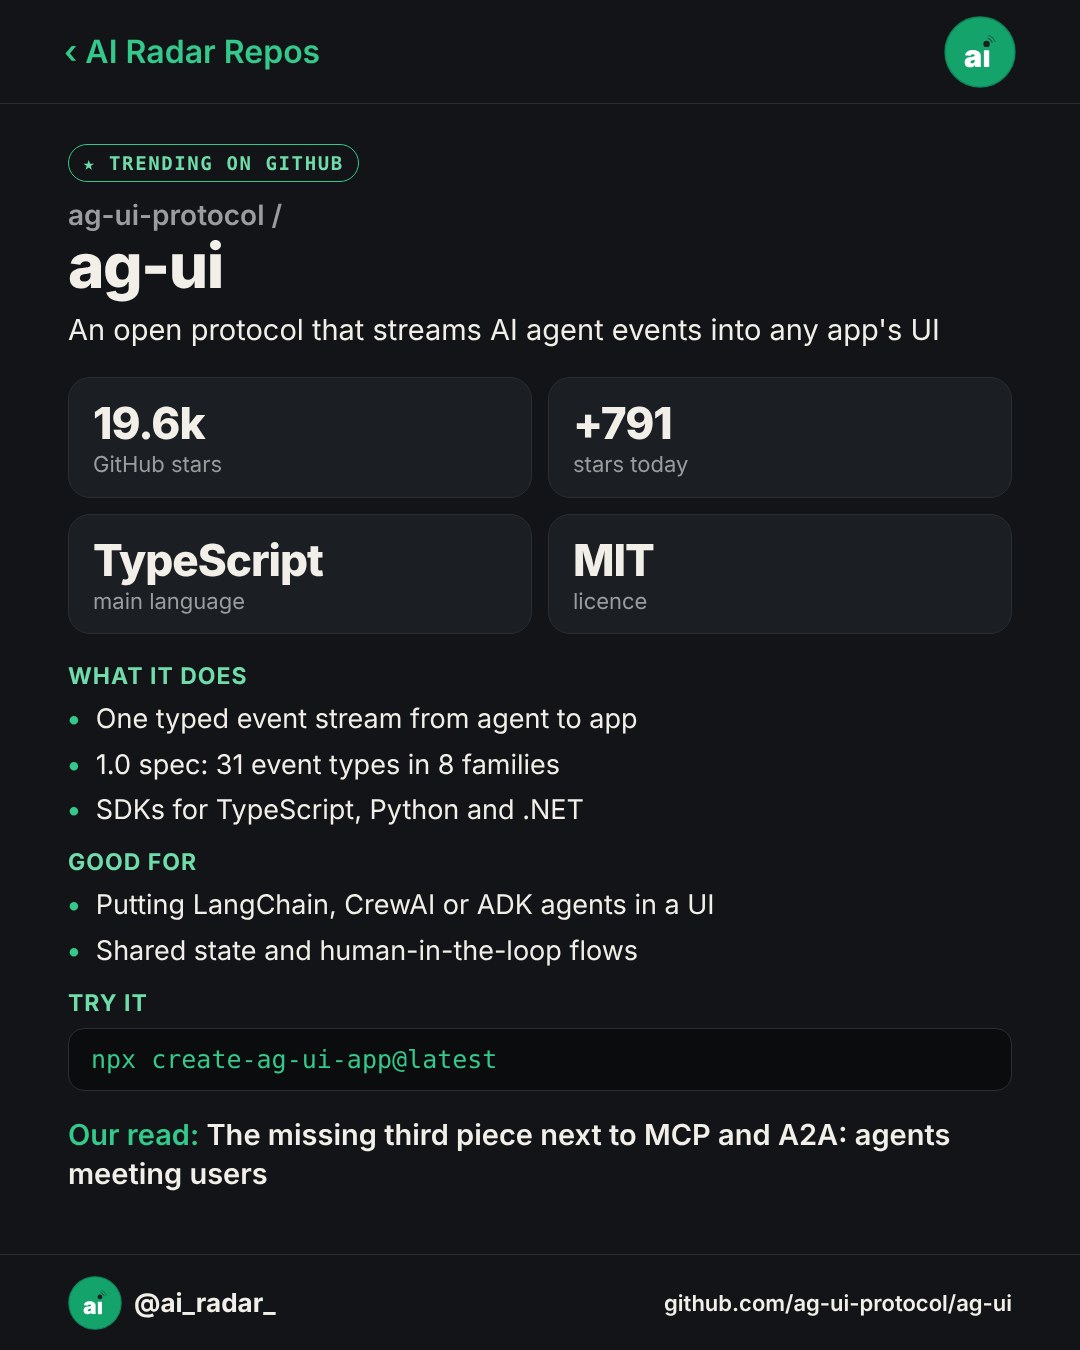 ‹ AI Radar Repos
ai
★ TRENDING ON GITHUB
ag-ui-protocol /
ag-ui
An open protocol that streams AI agent events into any app's UI
19.6k
GitHub stars
+791
stars today
TypeScript
main language
MIT
licence
WHAT IT DOES
• One typed event stream from agent to app
• 1.0 spec: 31 event types in 8 families
• SDKs for TypeScript, Python and .NET
GOOD FOR
• Putting LangChain, CrewAI or ADK agents in a UI
• Shared state and human-in-the-loop flows
TRY IT
npx create-ag-ui-app@latest
Our read: The missing third piece next to MCP and A2A: agents
meeting users
ai
@ai_radar_
github.com/ag-ui-protocol/ag-ui